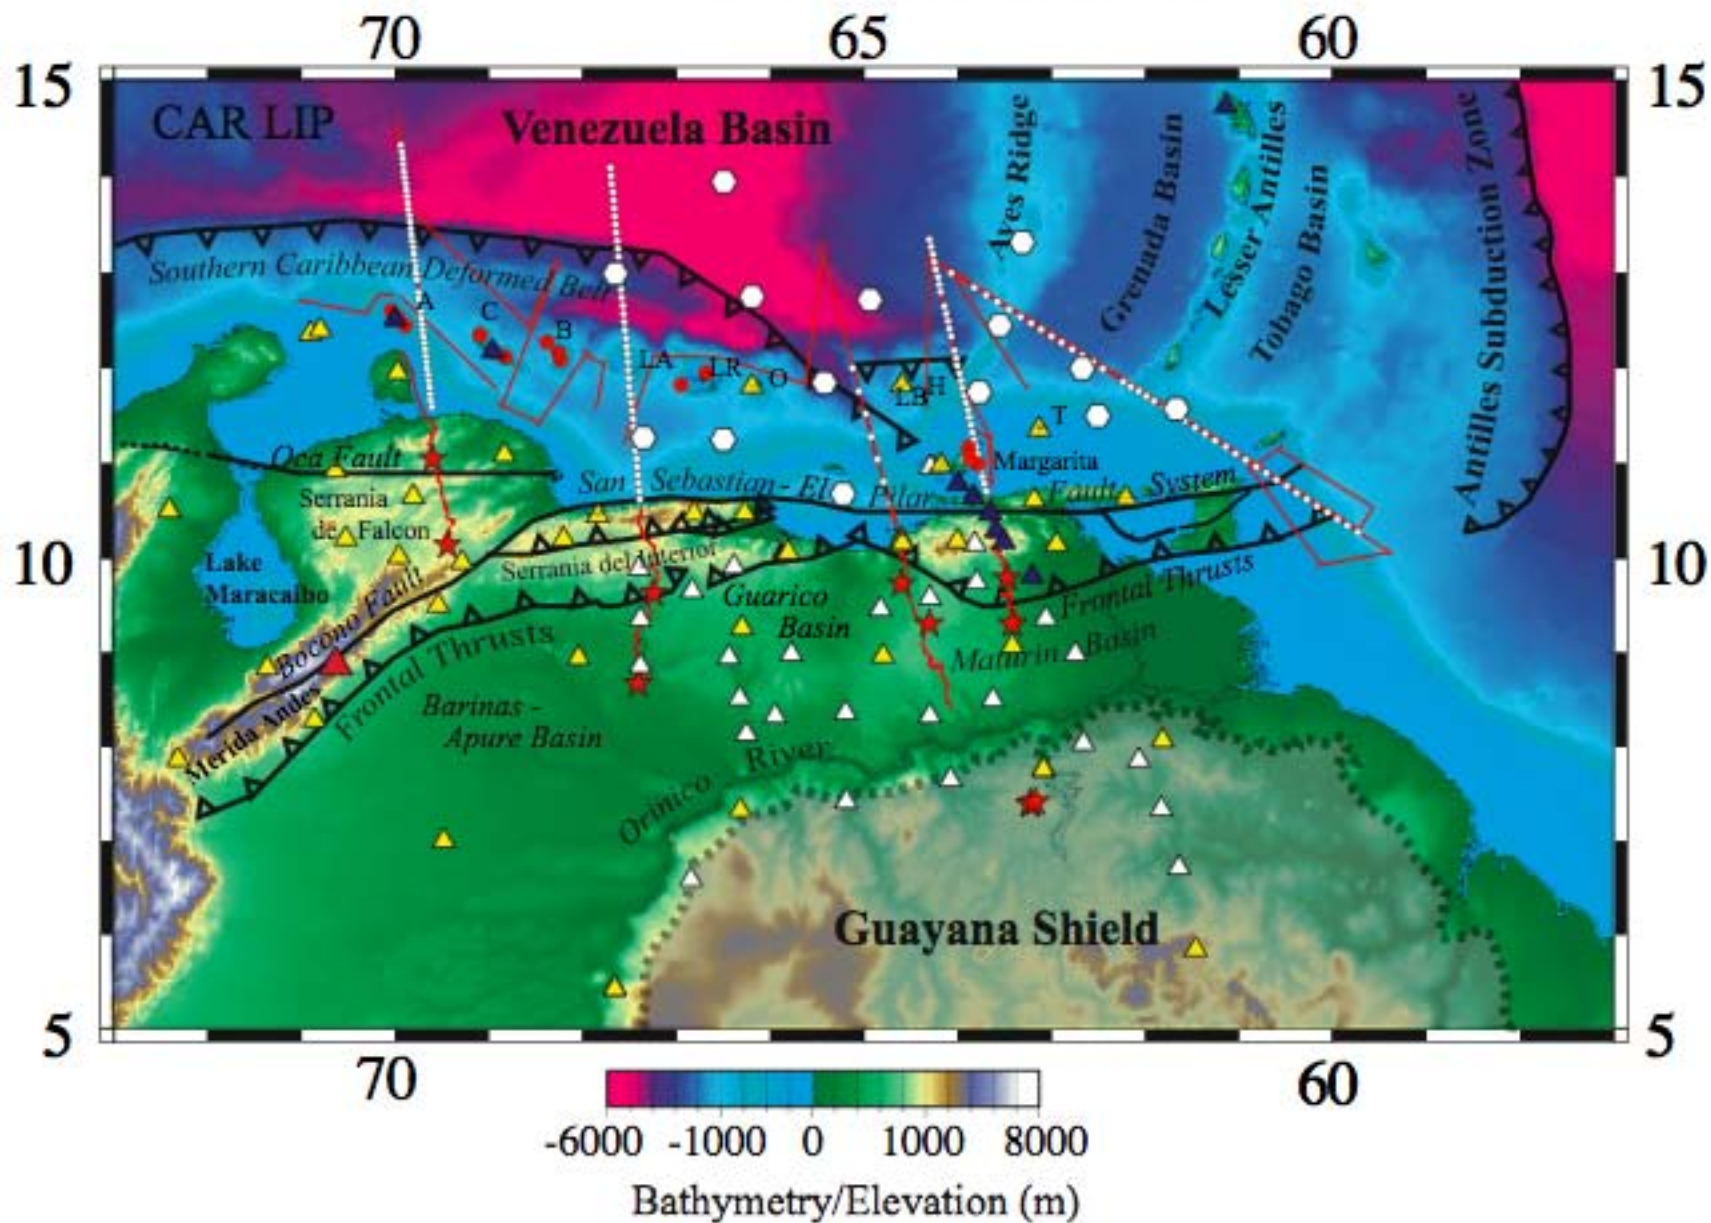 70 65 60
15 15
CAR LIP
Venezuela Basin
Ayes Ridge
Grenada Basin
Lesser Antilles
Tobago Basin
Antilles Subduction Zone
Southern Caribbean Deformed Belt
A
C
B
LA
LR
O
LB
H
T
Margarita
Oca Fault
San Sebastian - El Pilar Fault System
Serrania
de Falcon
Lake
Maracaibo
Serrania del Interior
10 10
Bocono Fault
Guarico
Basin
Frontal Thrusts
Maturin Basin
Merida Andes
Frontal Thrusts
Barinas -
Apure Basin
Orinico River
Guayana Shield
5 5
70 60
-6000 -1000 0 1000 8000
Bathymetry/Elevation (m)